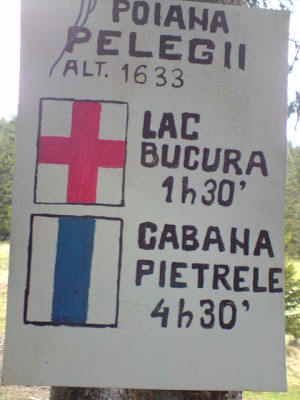 POIANA
PELEGII
ALT. 1633
LAC
BUCURA
1h30'
CABANA
PIETRELE
4h30'